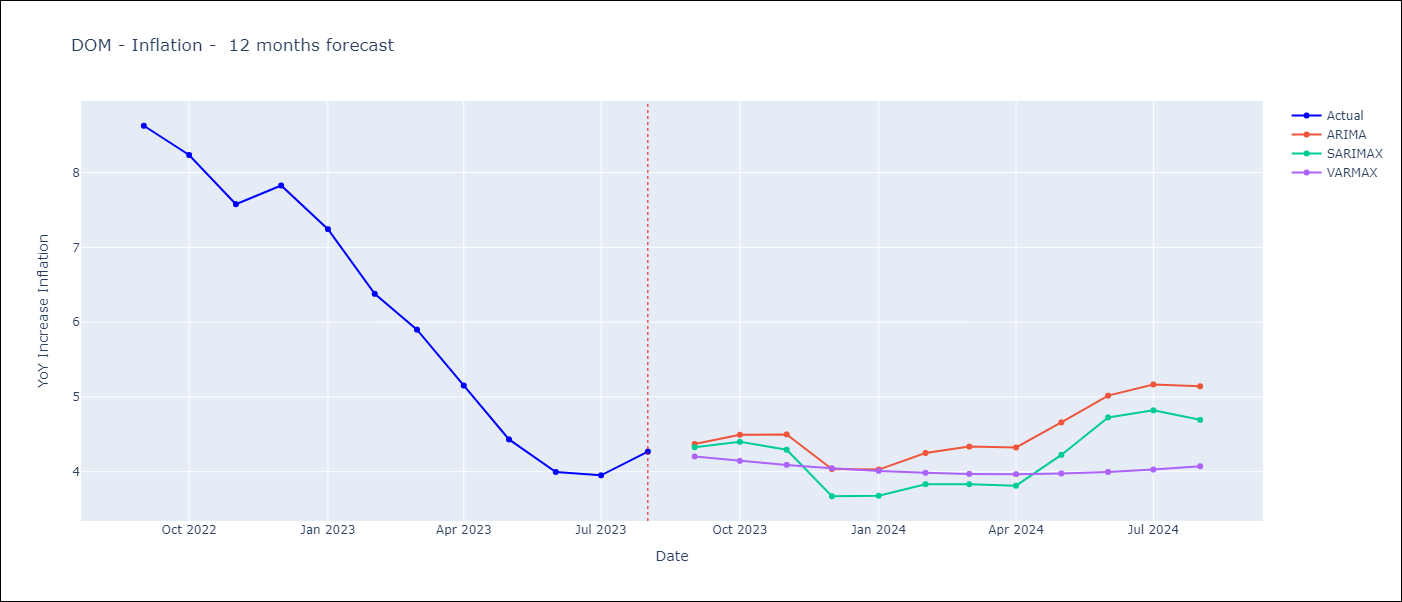 DOM - Inflation -  12 months forecast
Actual
ARIMA
SARIMAX
VARMAX
YoY Increase Inflation
8
7
6
5
4
Oct 2022
Jan 2023
Apr 2023
Jul 2023
Oct 2023
Jan 2024
Apr 2024
Jul 2024
Date